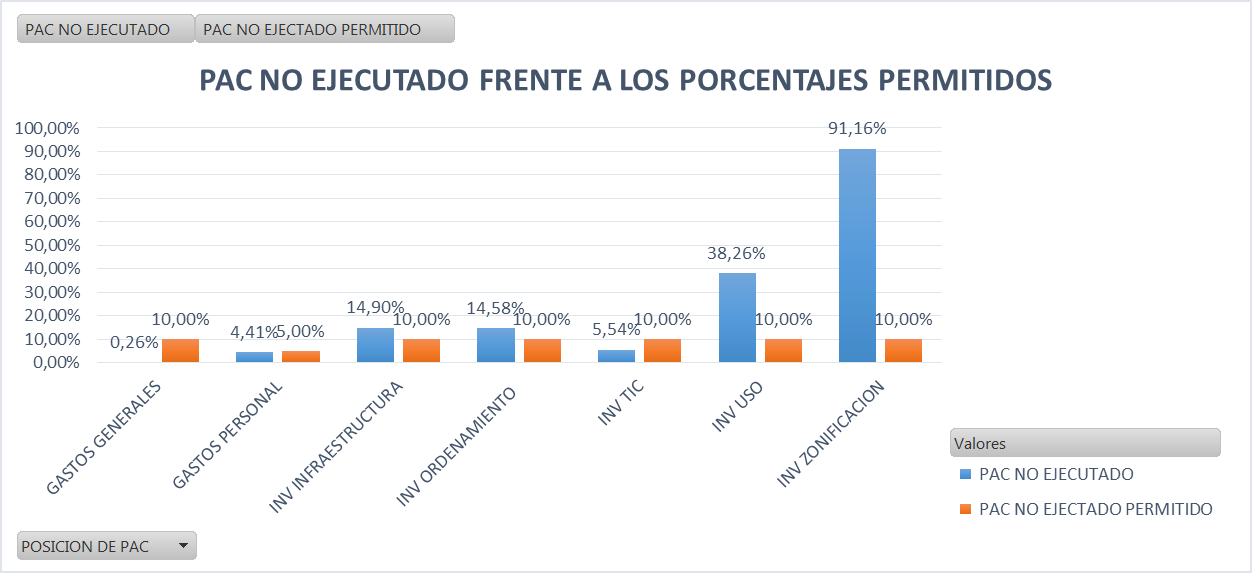 PAC NO EJECUTADO
PAC NO EJECTADO PERMITIDO
PAC NO EJECUTADO FRENTE A LOS PORCENTAJES PERMITIDOS
100,00%
90,00%
80,00%
70,00%
60,00%
50,00%
40,00%
30,00%
20,00%
10,00%
0,00%
0,26%
10,00%
4,41%
5,00%
14,90%
10,00%
14,58%
10,00%
5,54%
10,00%
38,26%
10,00%
91,16%
10,00%
GASTOS GENERALES
GASTOS PERSONAL
INV INFRAESTRUCTURA
INV ORDENAMIENTO
INV TIC
INV USO
INV ZONIFICACION
Valores
PAC NO EJECUTADO
PAC NO EJECTADO PERMITIDO
POSICION DE PAC